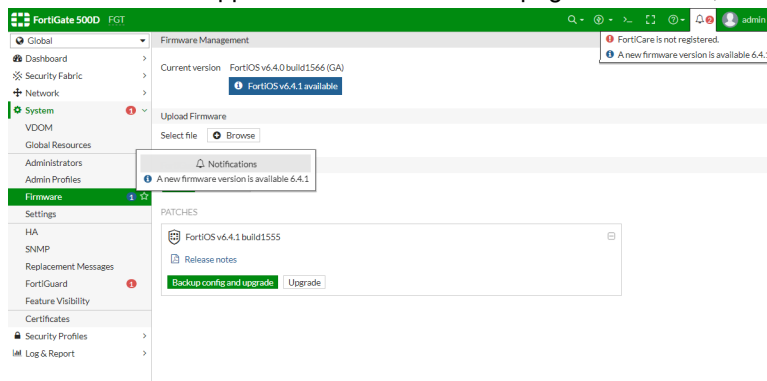 FortiGate 500D FGT
admin
Global
Dashboard
Security Fabric
Network
System 1
VDOM
Global Resources
Administrators
Admin Profiles
Firmware 1
Settings
HA
SNMP
Replacement Messages
FortiGuard 1
Feature Visibility
Certificates
Security Profiles
Log & Report
Firmware Management
Current version FortiOS v6.4.0 build1566 (GA)
FortiOS v6.4.1 available
Upload Firmware
Select file Browse
Notifications
A new firmware version is available 6.4.1
PATCHES
FortiOS v6.4.1 build1555
Release notes
Backup config and upgrade Upgrade
2
FortiCare is not registered.
A new firmware version is available 6.4.1